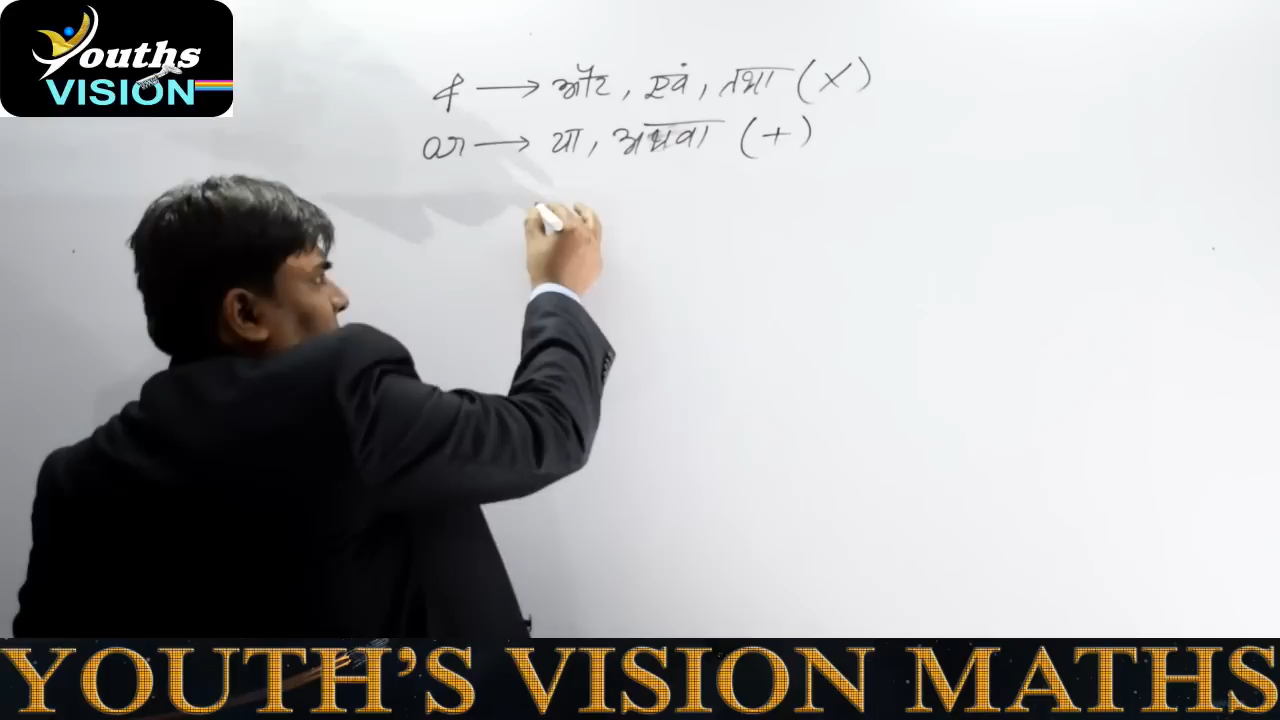 Youths
VISION
& → और, एवं, तथा (×)
or → या, अथवा (+)
YOUTH'S VISION MATHS